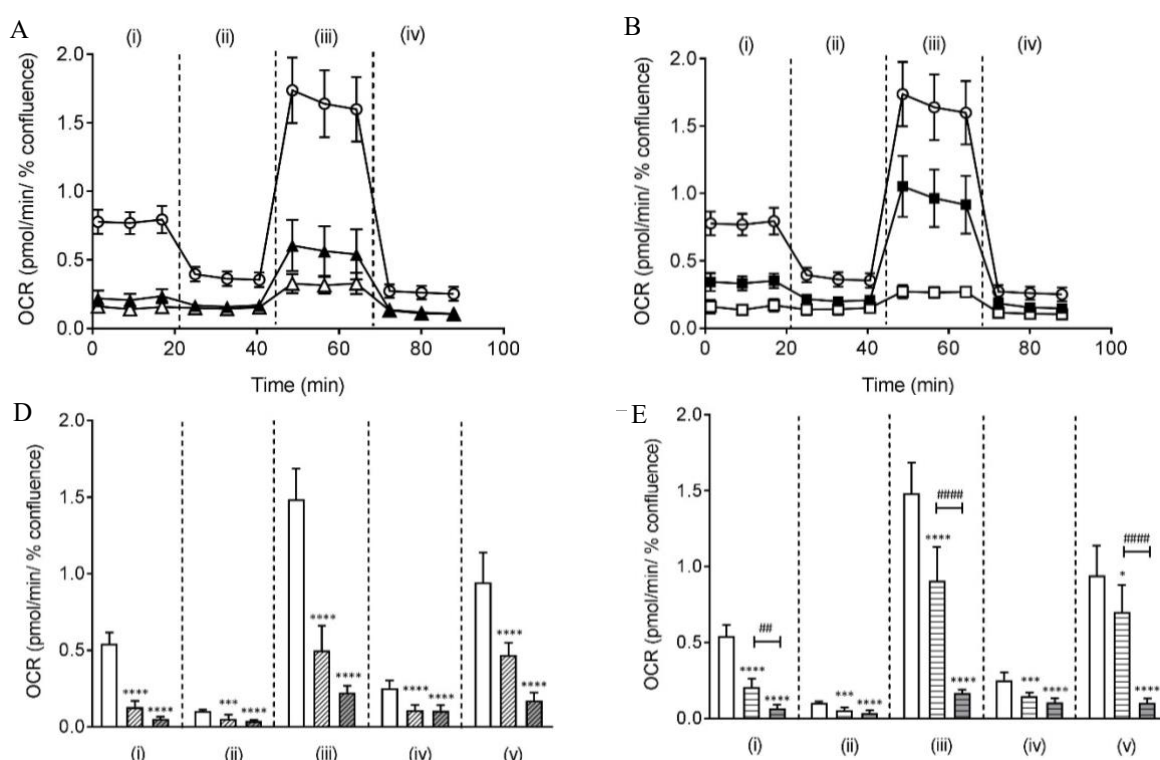 A
(i) (ii) (iii) (iv)
OCR (pmol/min/ % confluence)
2.0
1.5
1.0
0.5
0.0
0 20 40 60 80 100
Time (min)
B
(i) (ii) (iii) (iv)
OCR (pmol/min/ % confluence)
2.0
1.5
1.0
0.5
0.0
0 20 40 60 80 100
Time (min)
D
OCR (pmol/min/ % confluence)
2.0
1.5
1.0
0.5
0.0
**** ****
*** ****
**** ****
**** ****
**** ****
(i) (ii) (iii) (iv) (v)
E
OCR (pmol/min/ % confluence)
2.0
1.5
1.0
0.5
0.0
##
**** ****
*** ****
####
**** ****
*** ****
####
* ****
(i) (ii) (iii) (iv) (v)